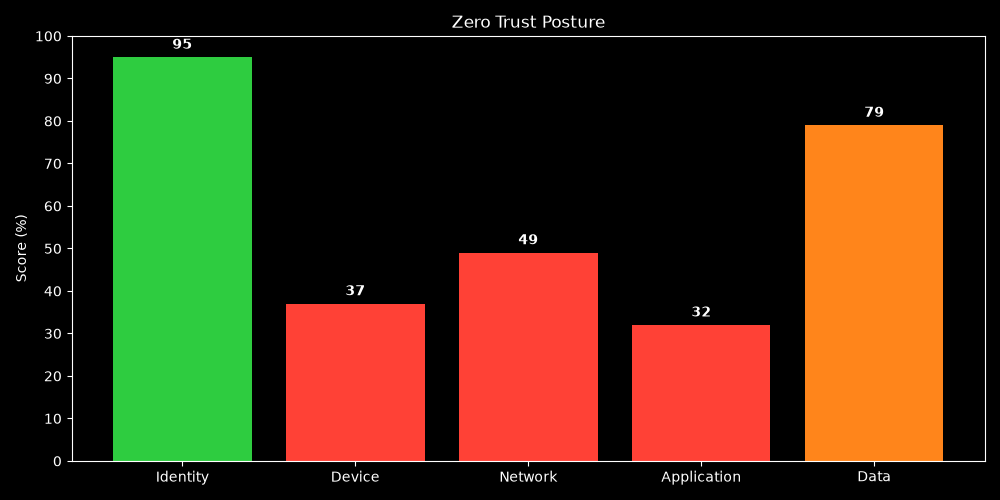 Zero Trust Posture
Score (%)
100
90
80
70
60
50
40
30
20
10
0
95
37
49
32
79
Identity
Device
Network
Application
Data